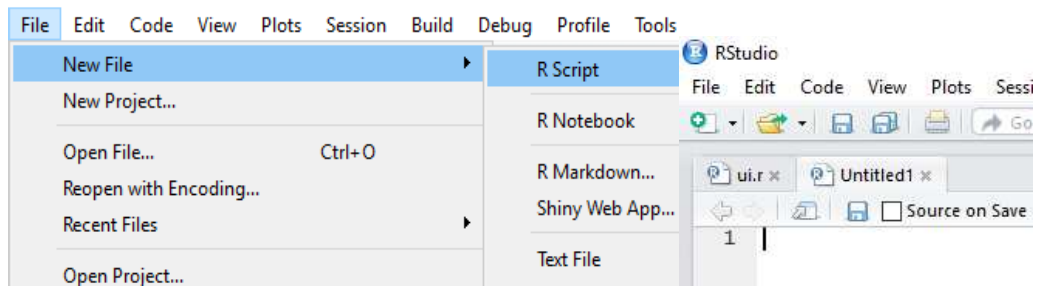 File Edit Code View Plots Session Build Debug Profile Tools
New File
New Project...
Open File... Ctrl+O
Reopen with Encoding...
Recent Files
Open Project...
R Script
R Notebook
R Markdown...
Shiny Web App...
Text File
RStudio
File Edit Code View Plots Sessi
Go
ui.r × Untitled1 ×
Source on Save
1